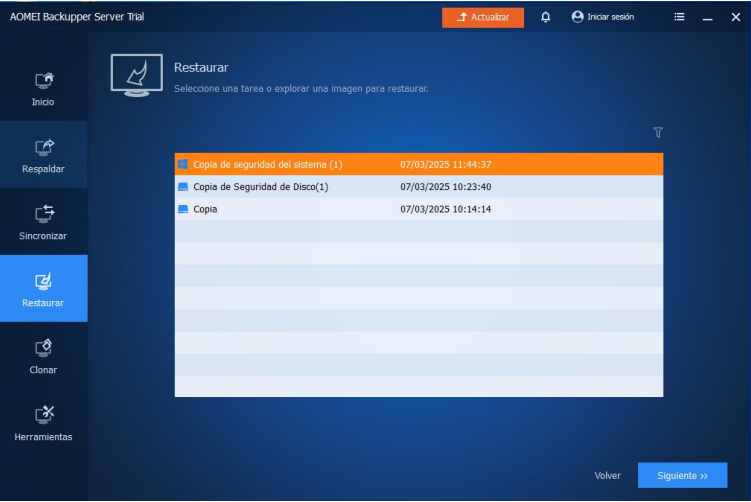 AOMEI Backupper Server Trial
Actualizar
Iniciar sesión
Inicio
Respaldar
Sincronizar
Restaurar
Clonar
Herramientas
Restaurar
Seleccione una tarea o explorar una imagen para restaurar.
Copia de seguridad del sistema (1) 07/03/2025 11:44:37
Copia de Seguridad de Disco(1) 07/03/2025 10:23:40
Copia 07/03/2025 10:14:14
Volver
Siguiente >>